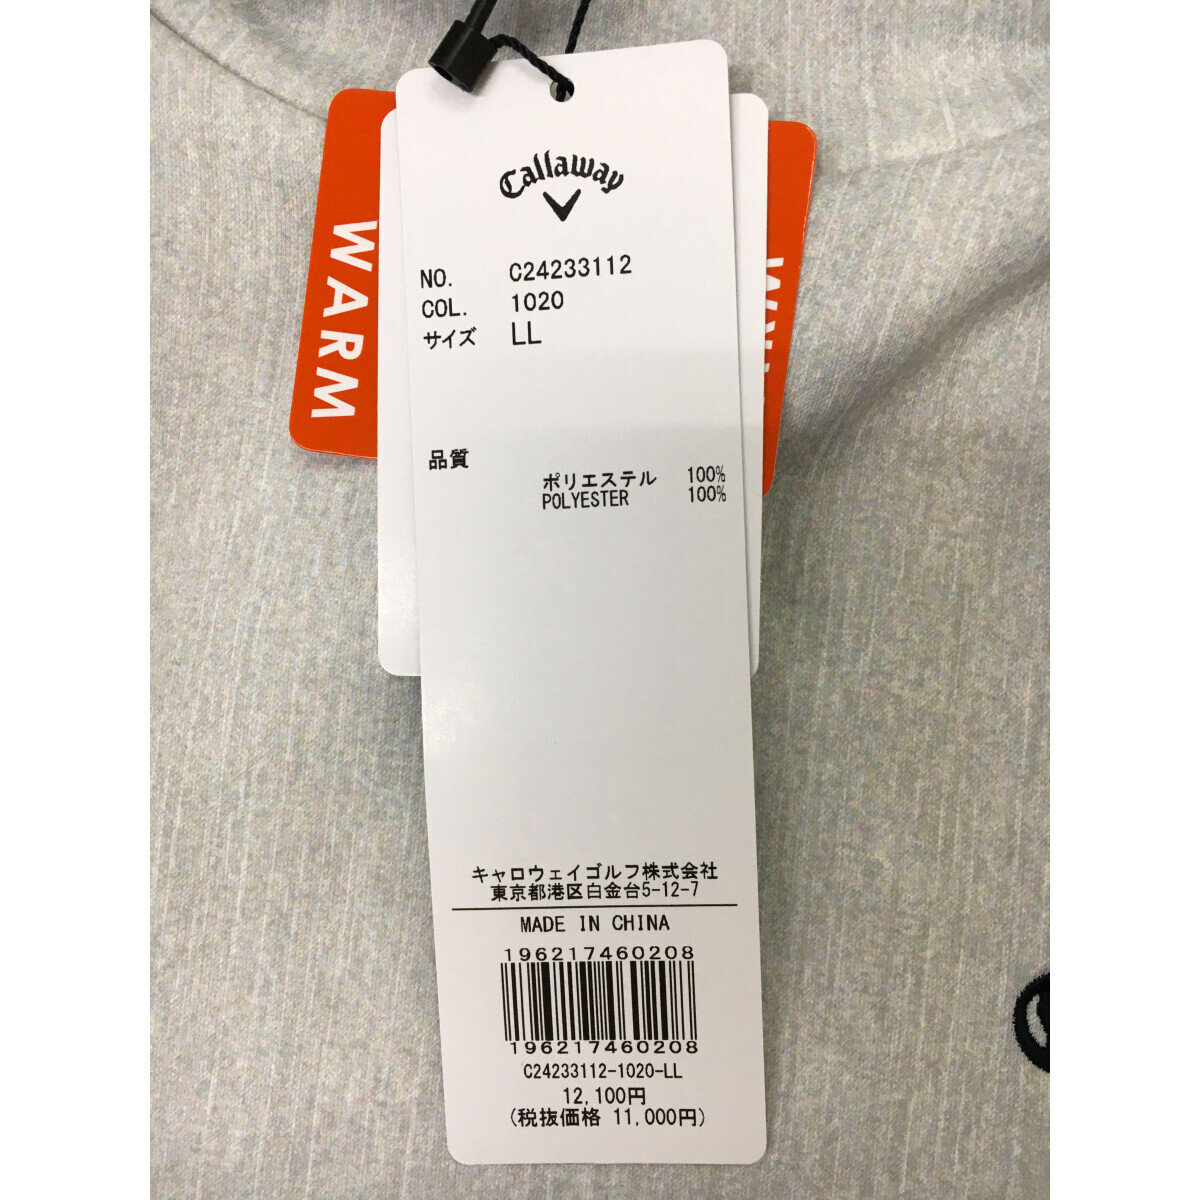 Callaway
NO. C24233112
COL. 1020
サイズ LL
品質
ポリエステル 100%
POLYESTER 100%
キャロウェイゴルフ株式会社
東京都港区白金台5-12-7
MADE IN CHINA
196217460208
196217460208
C24233112-1020-LL
12,100円
(税抜価格 11,000円)
WARM